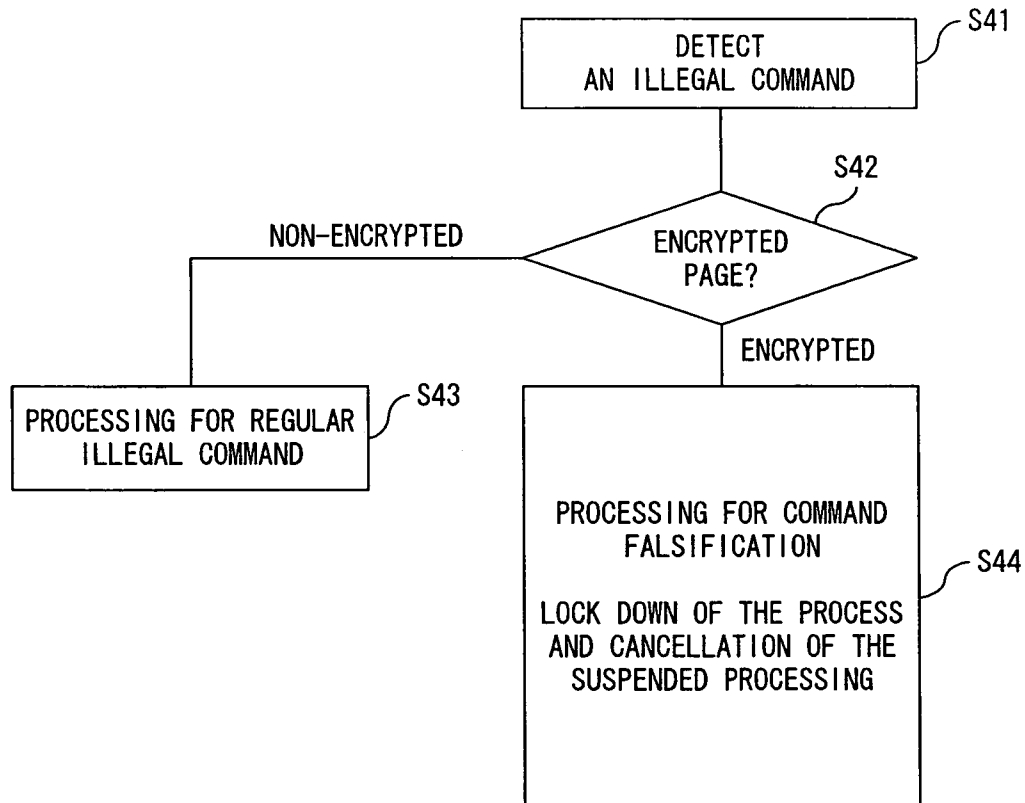 S41
DETECT
AN ILLEGAL COMMAND
S42
NON-ENCRYPTED
ENCRYPTED
PAGE?
ENCRYPTED
S43
PROCESSING FOR REGULAR
ILLEGAL COMMAND
PROCESSING FOR COMMAND
FALSIFICATION
S44
LOCK DOWN OF THE PROCESS
AND CANCELLATION OF THE
SUSPENDED PROCESSING